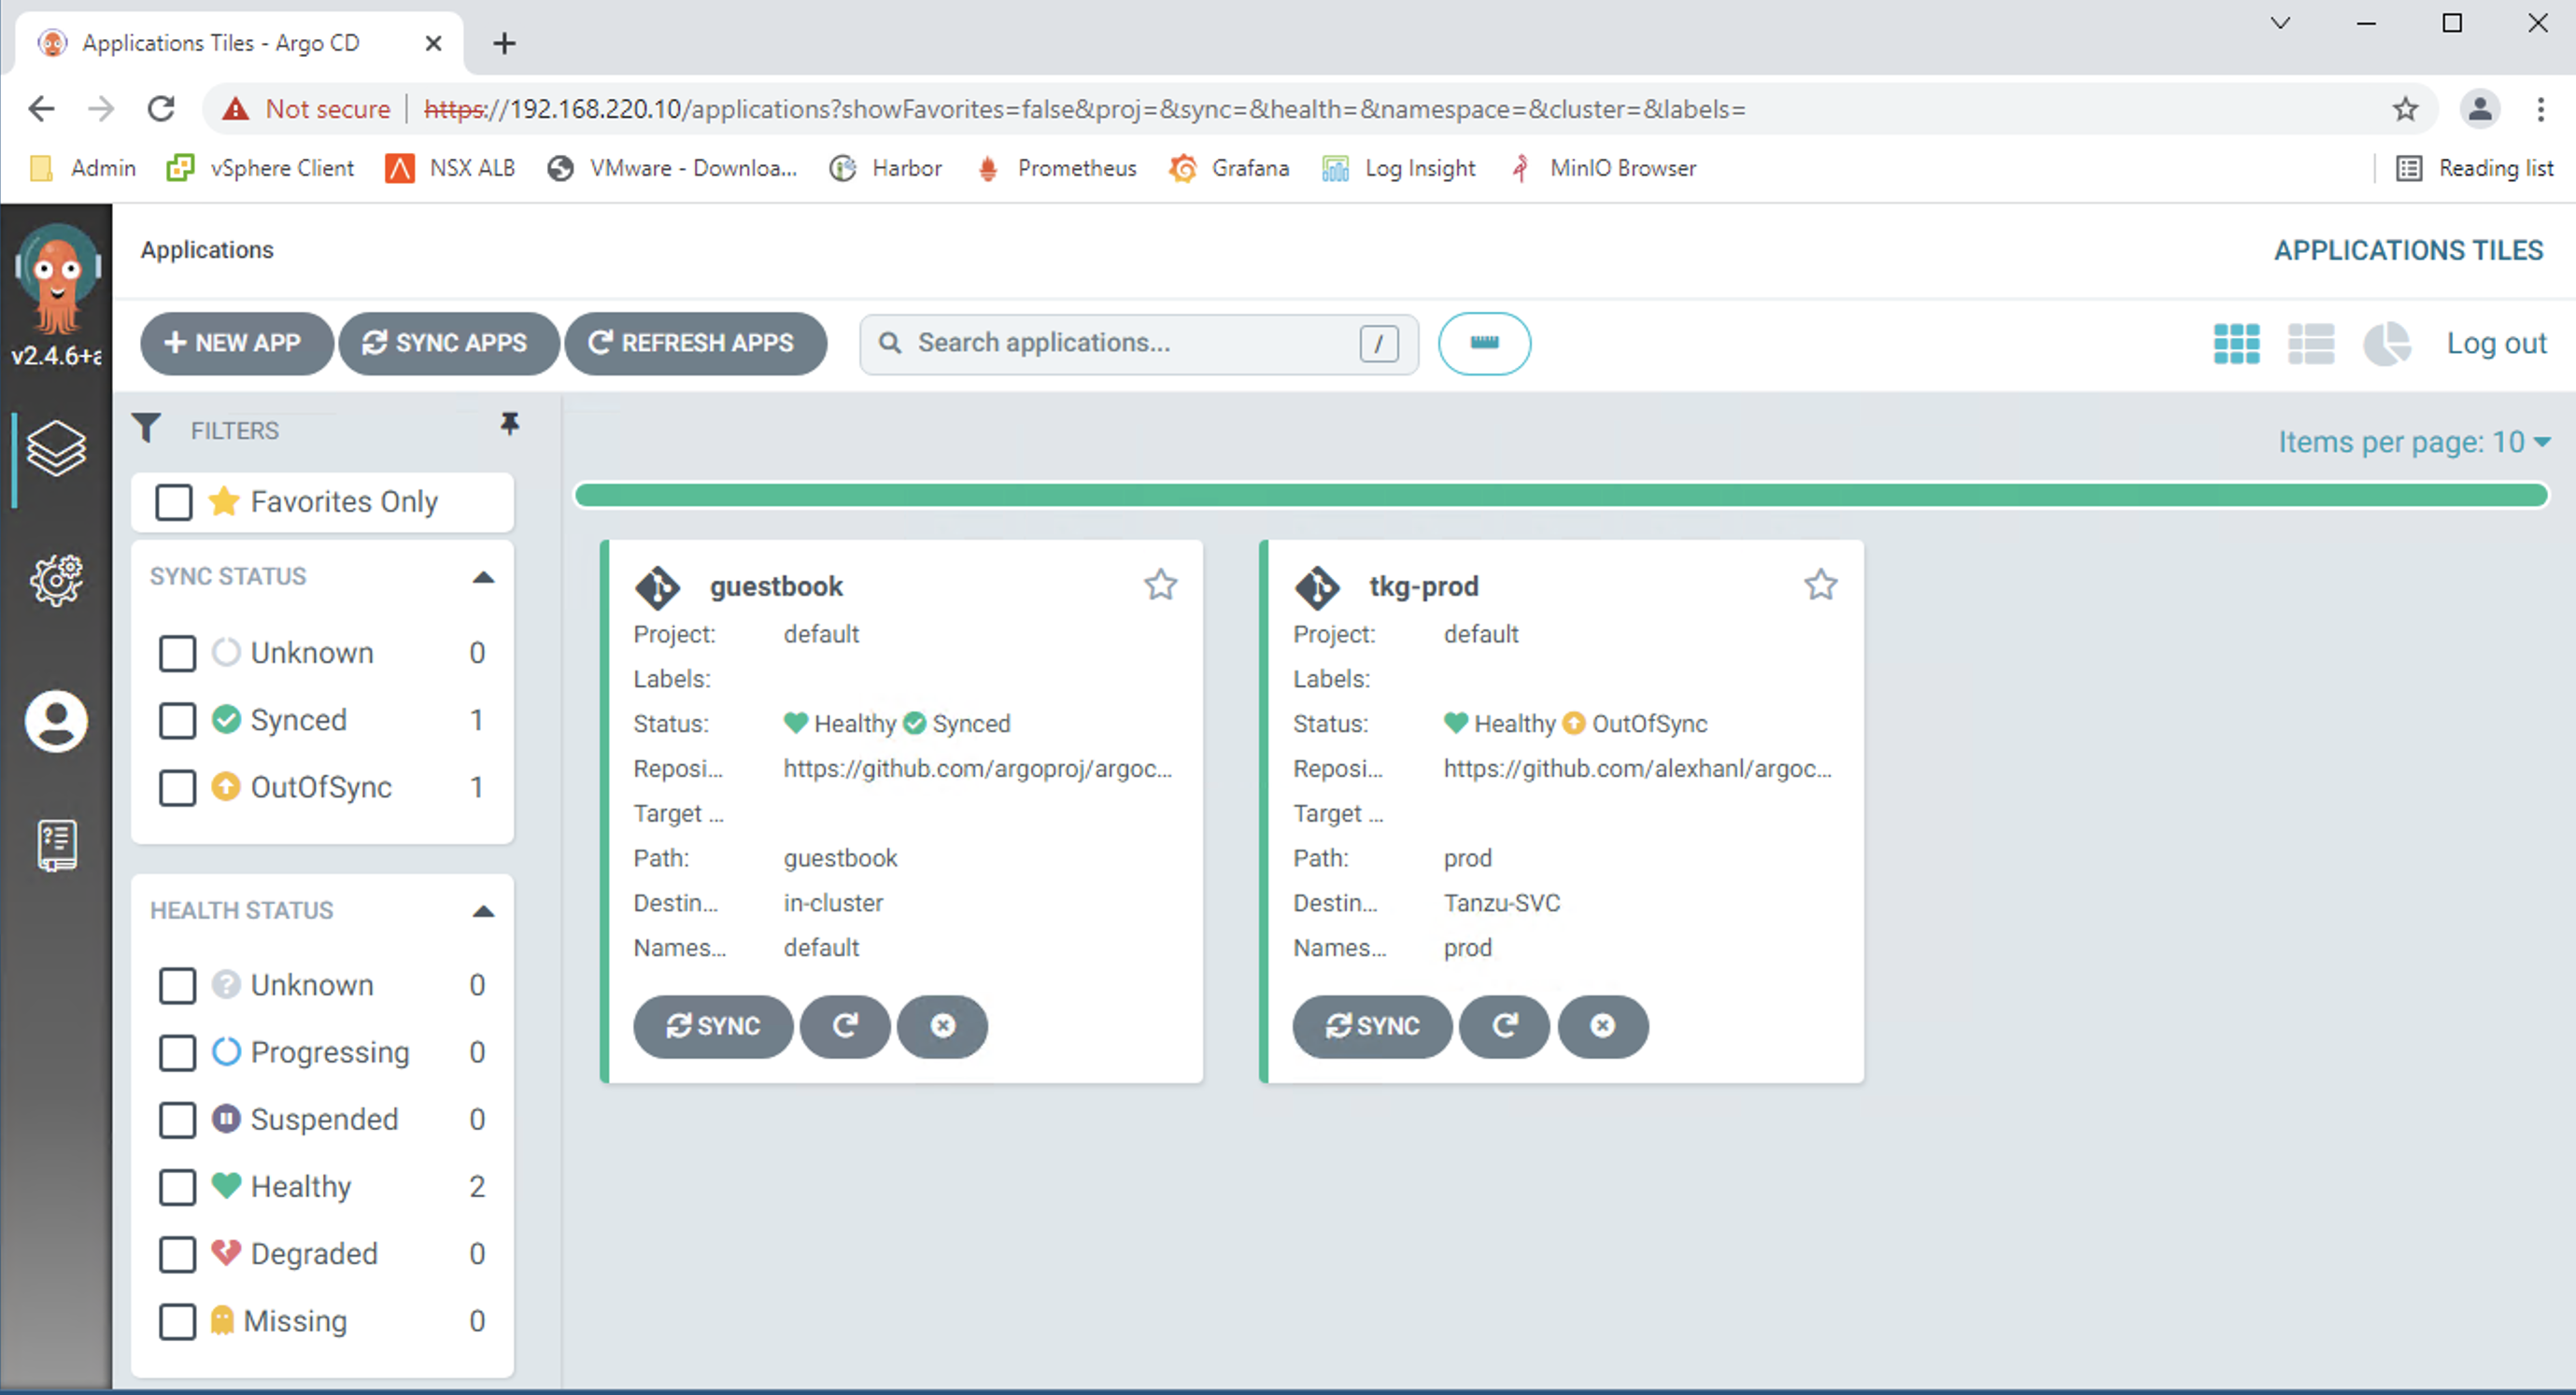 Applications Tiles - Argo CD
Not secure https://192.168.220.10/applications?showFavorites=false&proj=&sync=&health=&namespace=&cluster=&labels=
Admin vSphere Client NSX ALB VMware - Downloa... Harbor Prometheus Grafana Log Insight MinIO Browser Reading list
Applications APPLICATIONS TILES
v2.4.6+a
NEW APP SYNC APPS REFRESH APPS Search applications... / Log out
FILTERS
Items per page: 10
Favorites Only
SYNC STATUS
Unknown 0
Synced 1
OutOfSync 1
HEALTH STATUS
Unknown 0
Progressing 0
Suspended 0
Healthy 2
Degraded 0
Missing 0
guestbook
Project: default
Labels:
Status: Healthy Synced
Reposi... https://github.com/argoproj/argoc...
Target ...
Path: guestbook
Destin... in-cluster
Names... default
SYNC
tkg-prod
Project: default
Labels:
Status: Healthy OutOfSync
Reposi... https://github.com/alexhanl/argoc...
Target ...
Path: prod
Destin... Tanzu-SVC
Names... prod
SYNC